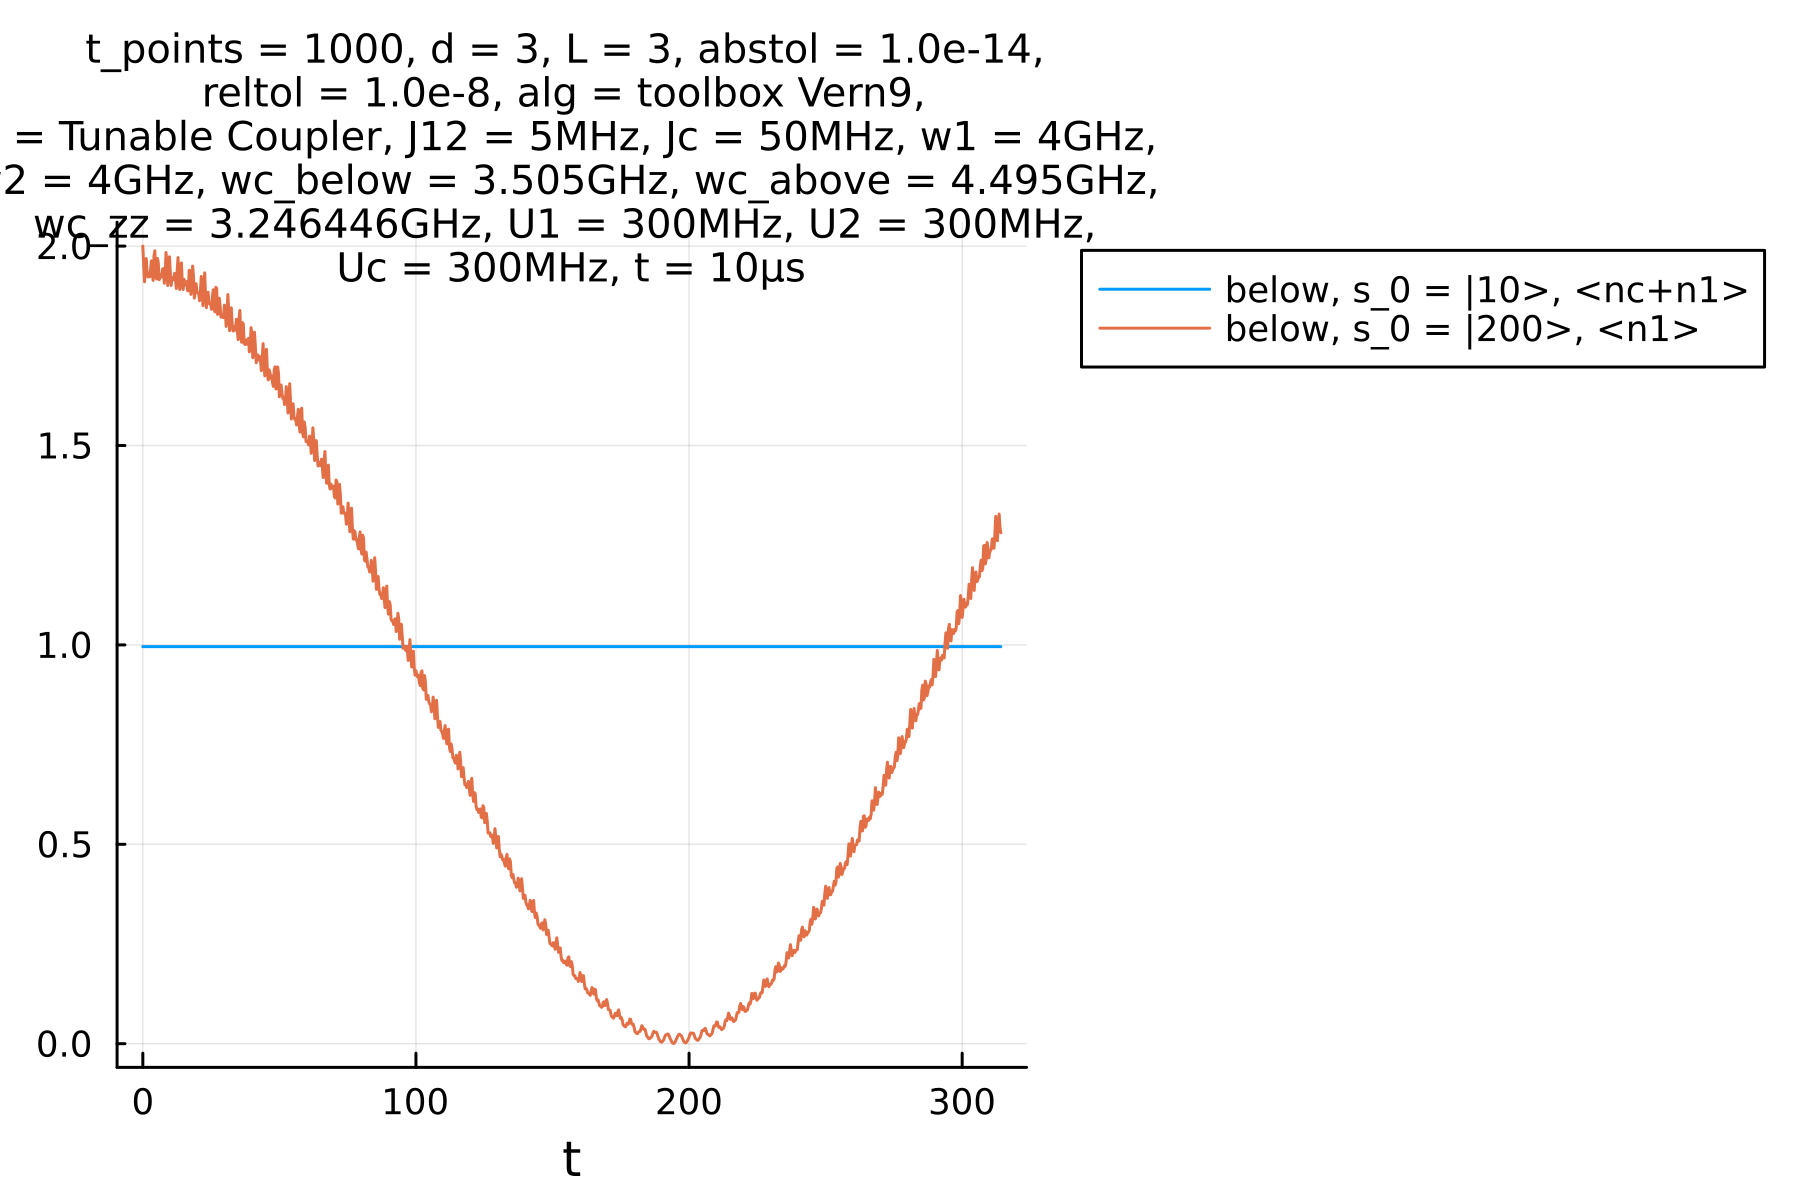 t_points = 1000, d = 3, L = 3, abstol = 1.0e-14,
reltol = 1.0e-8, alg = toolbox Vern9,
= Tunable Coupler, J12 = 5MHz, Jc = 50MHz, w1 = 4GHz,
2 = 4GHz, wc_below = 3.505GHz, wc_above = 4.495GHz,
wc_zz = 3.246446GHz, U1 = 300MHz, U2 = 300MHz,
Uc = 300MHz, t = 10μs
2.0
1.5
1.0
0.5
0.0
0 100 200 300
t
below, s_0 = |10>, <nc+n1>
below, s_0 = |200>, <n1>